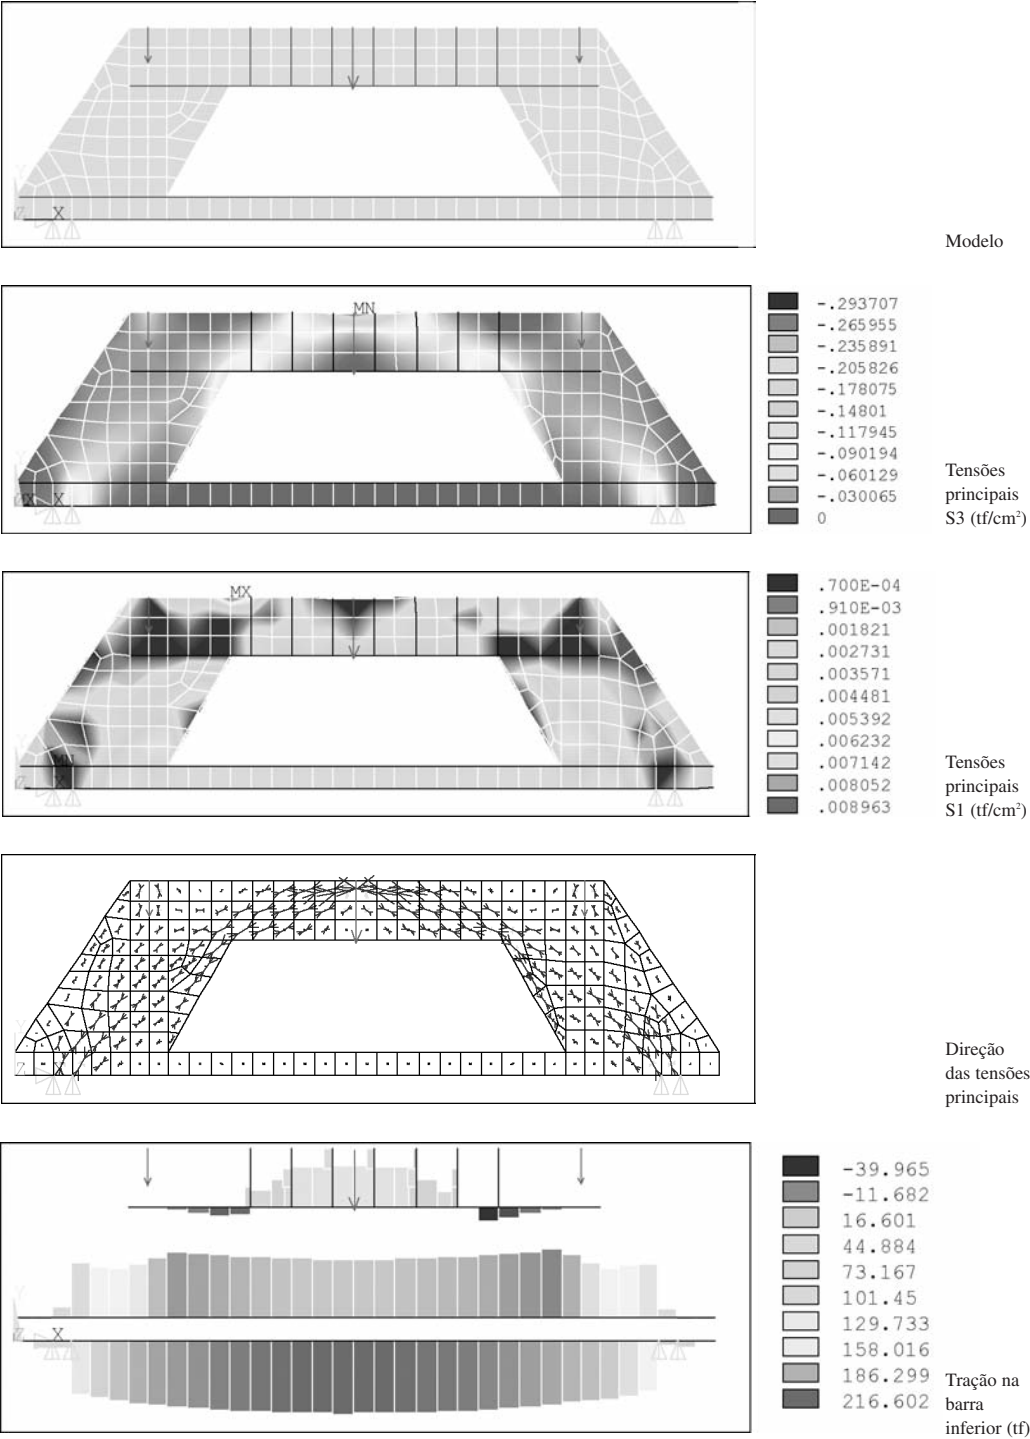 X
Modelo
MN
X
-.293707
-.265955
-.235891
-.205826
-.178075
-.14801
-.117945
-.090194
-.060129
-.030065
0
Tensões
principais
S3 (tf/cm²)
MX
MN
X
.700E-04
.910E-03
.001821
.002731
.003571
.004481
.005392
.006232
.007142
.008052
.008963
Tensões
principais
S1 (tf/cm²)
X
Direção
das tensões
principais
X
-39.965
-11.682
16.601
44.884
73.167
101.45
129.733
158.016
186.299
216.602
Tração na
barra
inferior (tf)